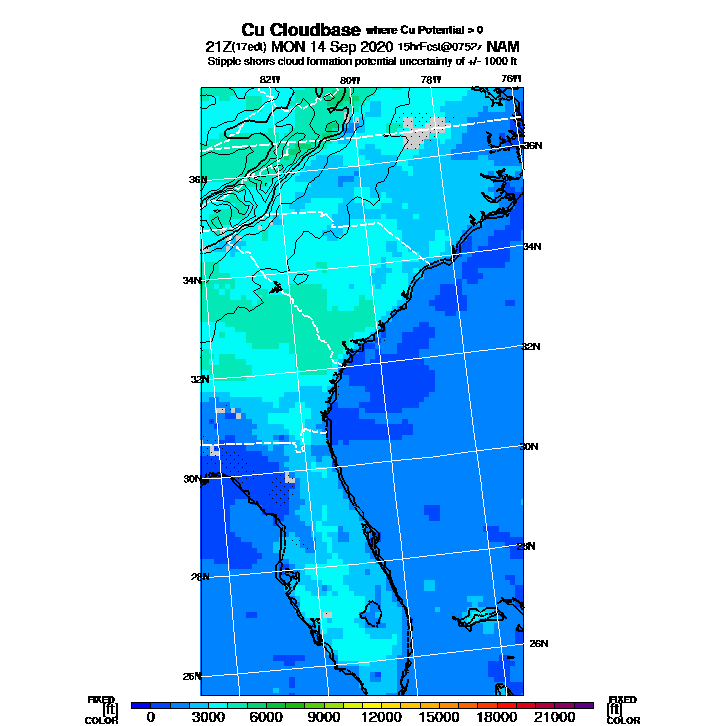 Cu Cloudbase where Cu Potential > 0
21Z(17edt) MON 14 Sep 2020 15hrFcst@0752z NAM
Stipple shows cloud formation potential uncertainty of +/- 1000 ft
82W 80W 78W 76W
36N
36N
34N
34N
32N
32N
30N
30N
28N
28N
26N
26N
FIXED FIXED
[ft] [ft]
COLOR COLOR
0 3000 6000 9000 12000 15000 18000 21000